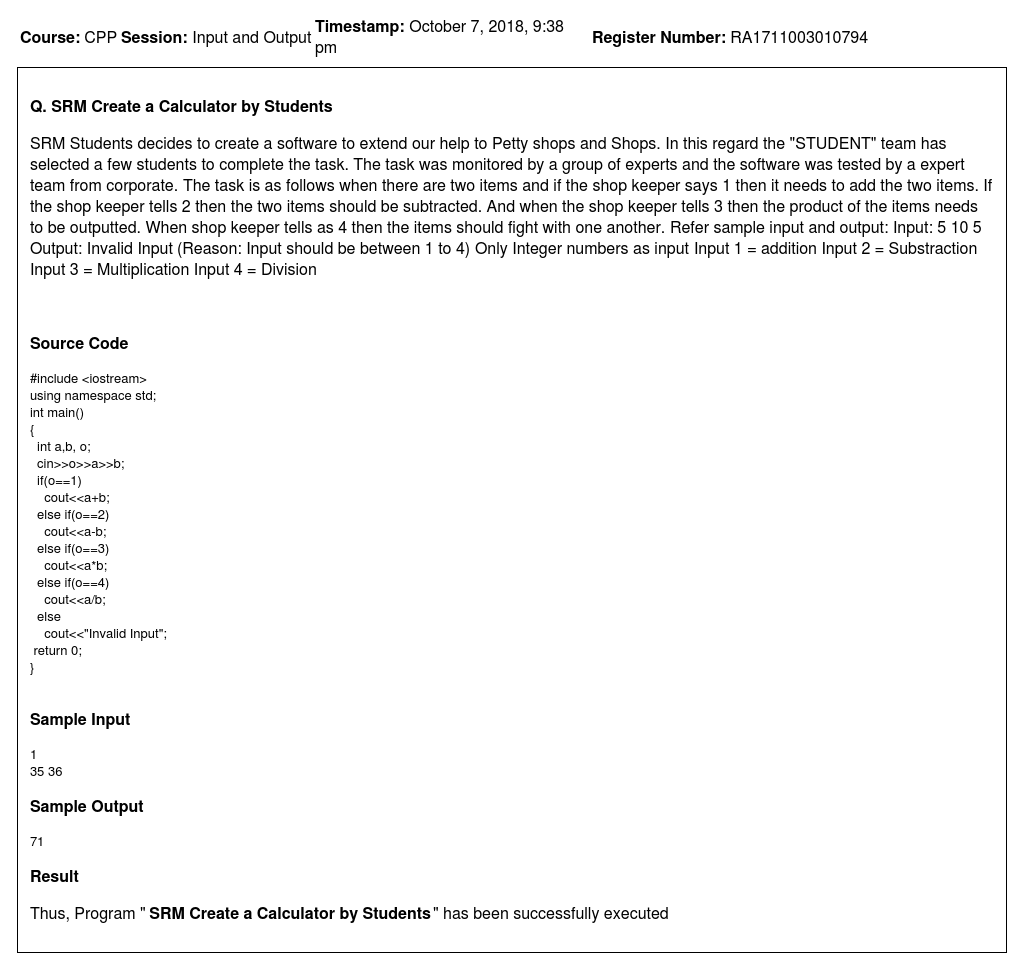 Course: CPP Session: Input and Output Timestamp: October 7, 2018, 9:38 pm Register Number: RA1711003010794
Q. SRM Create a Calculator by Students
SRM Students decides to create a software to extend our help to Petty shops and Shops. In this regard the "STUDENT" team has
selected a few students to complete the task. The task was monitored by a group of experts and the software was tested by a expert
team from corporate. The task is as follows when there are two items and if the shop keeper says 1 then it needs to add the two items. If
the shop keeper tells 2 then the two items should be subtracted. And when the shop keeper tells 3 then the product of the items needs
to be outputted. When shop keeper tells as 4 then the items should fight with one another. Refer sample input and output: Input: 5 10 5
Output: Invalid Input (Reason: Input should be between 1 to 4) Only Integer numbers as input Input 1 = addition Input 2 = Substraction
Input 3 = Multiplication Input 4 = Division
Source Code
#include <iostream>
using namespace std;
int main()
{
int a,b, o;
cin>>o>>a>>b;
if(o==1)
cout<<a+b;
else if(o==2)
cout<<a-b;
else if(o==3)
cout<<a*b;
else if(o==4)
cout<<a/b;
else
cout<<"Invalid Input";
return 0;
}
Sample Input
1
35 36
Sample Output
71
Result
Thus, Program " SRM Create a Calculator by Students" has been successfully executed